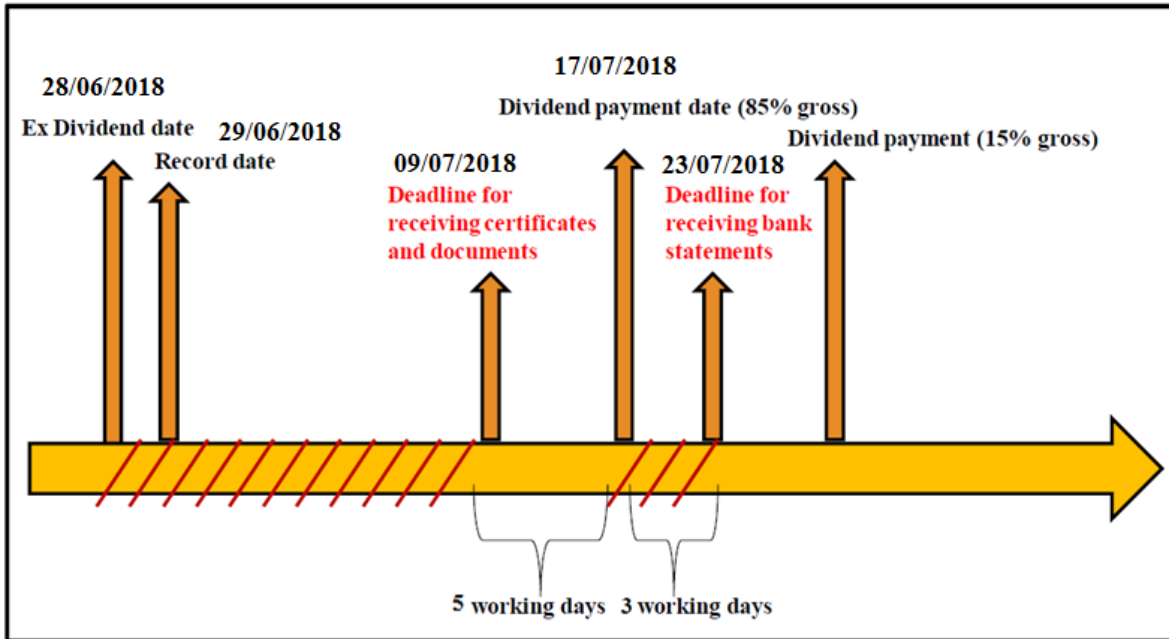 28/06/2018
Ex Dividend date
29/06/2018
Record date
09/07/2018
Deadline for
receiving certificates
and documents
17/07/2018
Dividend payment date (85% gross)
23/07/2018
Deadline for
receiving bank
statements
Dividend payment (15% gross)
5 working days
3 working days